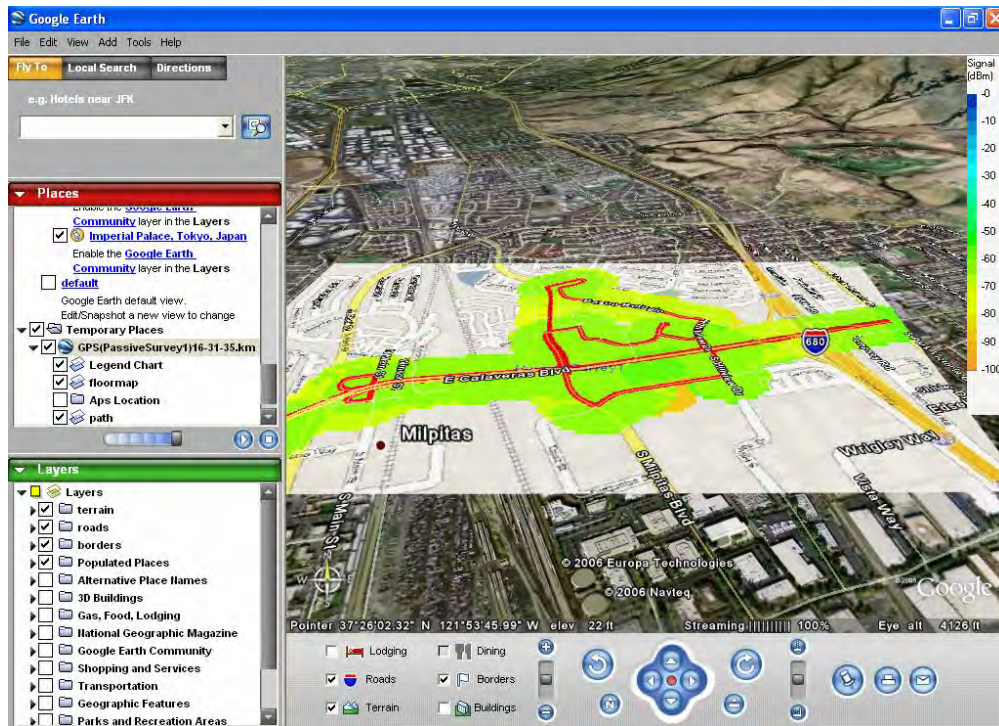 Google Earth
File Edit View Add Tools Help
Fly To Local Search Directions
e.g. Hotels near JFK
Places
Enable the Google Earth
Community layer in the Layers
Imperial Palace, Tokyo, Japan
Enable the Google Earth
Community layer in the Layers
default
Google Earth default view.
Edit/Snapshot a new view to change
Temporary Places
GPS(PassiveSurvey1)16-31-35.km
Legend Chart
floormap
Aps Location
path
Layers
Layers
terrain
roads
borders
Populated Places
Alternative Place Names
3D Buildings
Gas, Food, Lodging
National Geographic Magazine
Google Earth Community
Shopping and Services
Transportation
Geographic Features
Parks and Recreation Areas
Signal
(dBm)
-0
-10
-20
-30
-40
-50
-60
-70
-80
-90
-100
680
E Calaveras Blvd
Milpitas
S Main St
S Milpitas Blvd
Wrigley Way
Vista Way
© 2006 Europa Technologies
© 2006 Navteq
Google
W
Pointer 37°26'02.32" N 121°53'45.99" W elev 22 ft Streaming 100% Eye alt 4126 ft
Lodging Dining
Roads Borders
Terrain Buildings
N